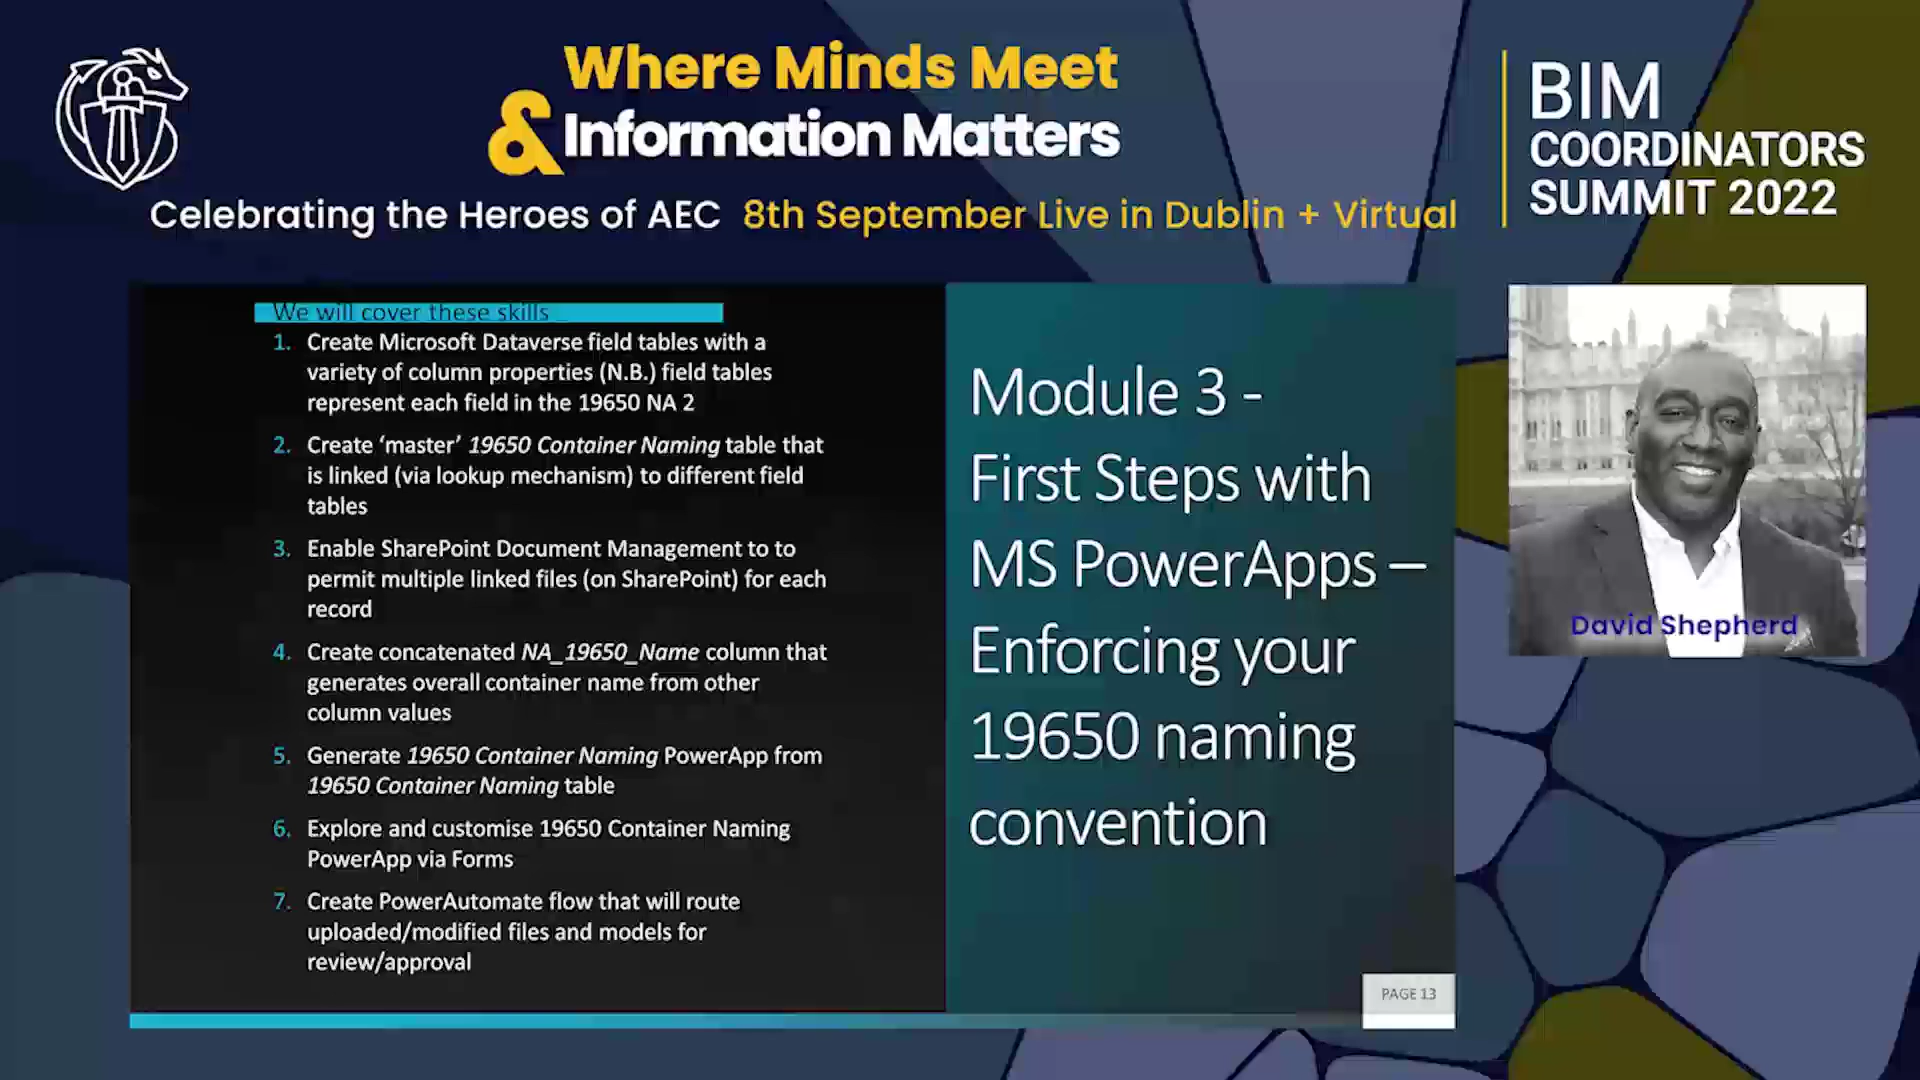 Where Minds Meet
& Information Matters
Celebrating the Heroes of AEC 8th September Live in Dublin + Virtual
BIM
COORDINATORS
SUMMIT 2022
We will cover these skills
1. Create Microsoft Dataverse field tables with a
variety of column properties (N.B.) field tables
represent each field in the 19650 NA 2
2. Create ‘master’ 19650 Container Naming table that
is linked (via lookup mechanism) to different field
tables
3. Enable SharePoint Document Management to to
permit multiple linked files (on SharePoint) for each
record
4. Create concatenated NA_19650_Name column that
generates overall container name from other
column values
5. Generate 19650 Container Naming PowerApp from
19650 Container Naming table
6. Explore and customise 19650 Container Naming
PowerApp via Forms
7. Create PowerAutomate flow that will route
uploaded/modified files and models for
review/approval
Module 3 -
First Steps with
MS PowerApps –
Enforcing your
19650 naming
convention
PAGE 13
David Shepherd